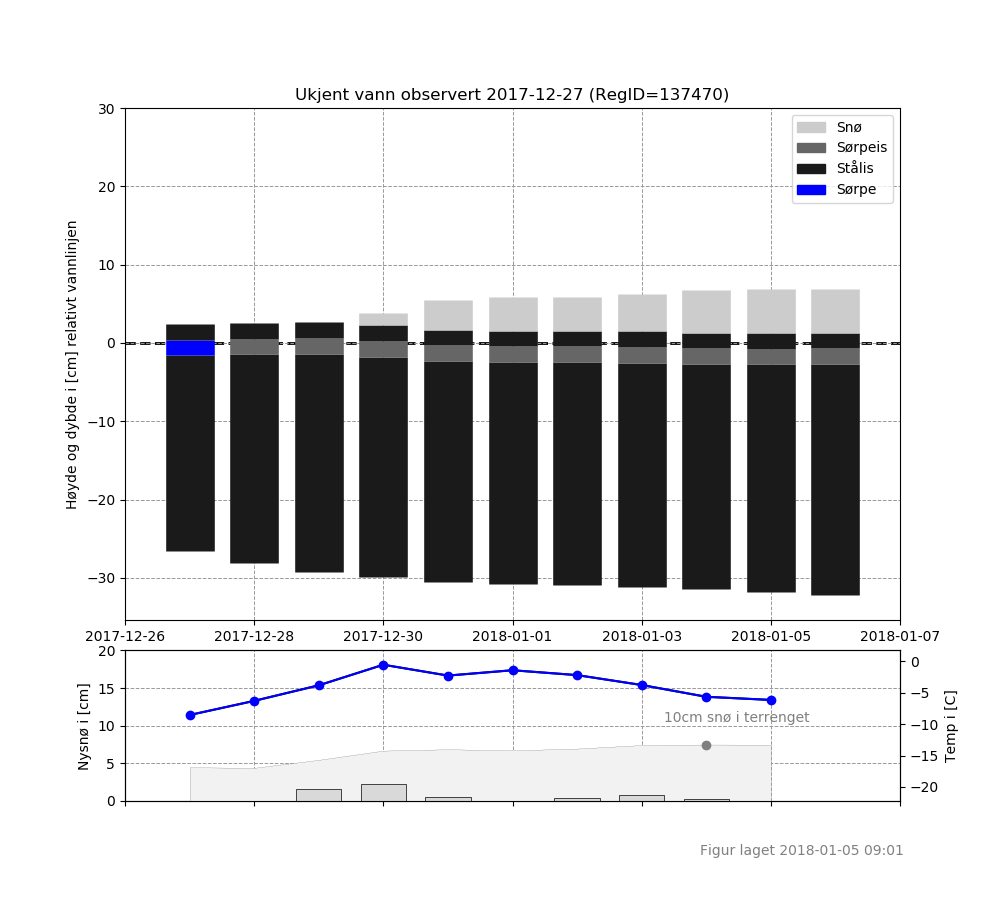 Ukjent vann observert 2017-12-27 (RegID=137470)
30
20
10
0
−10
−20
−30
Høyde og dybde i [cm] relativt vannlinjen
Snø
Sørpeis
Stålis
Sørpe
2017-12-26 2017-12-28 2017-12-30 2018-01-01 2018-01-03 2018-01-05 2018-01-07
20
15
10
5
0
Nysnø i [cm]
10cm snø i terrenget
0
−5
−10
−15
−20
Temp i [C]
Figur laget 2018-01-05 09:01